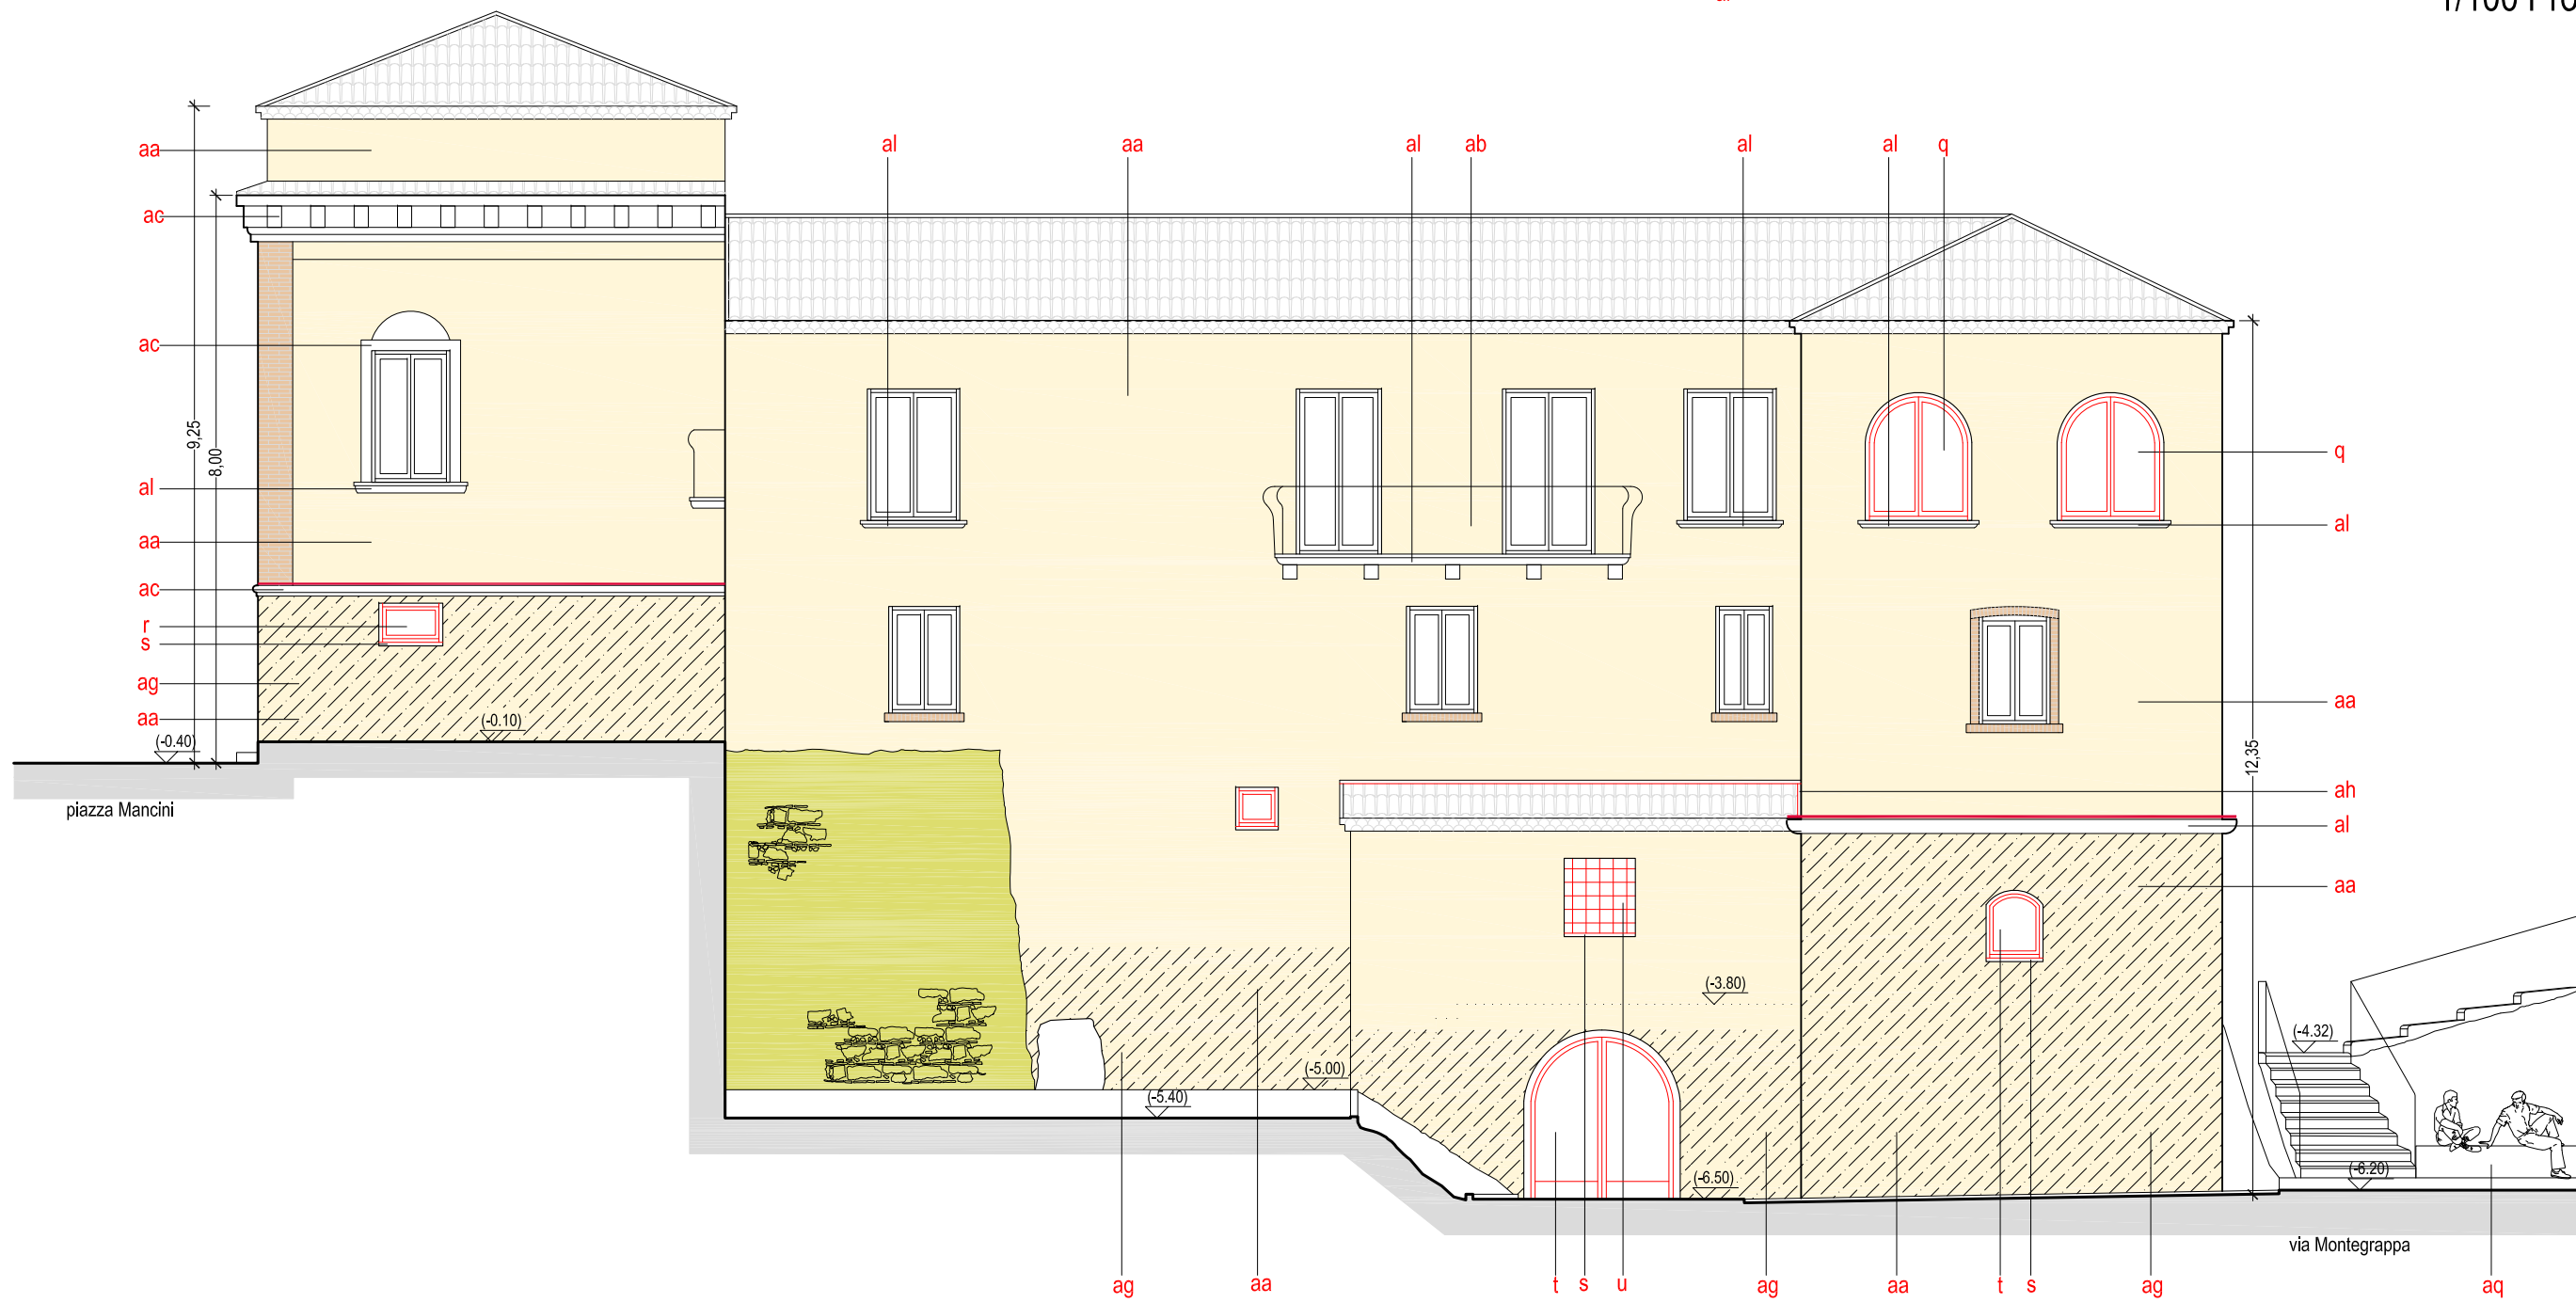 aa
al
aa
al
ab
al
al
q
ac
ac
9,25
8,00
q
al
al
aa
ac
r
s
ag
aa
aa
(-0.10)
(-0.40)
12,35
piazza Mancini
ah
al
aa
(-3.80)
(-4.32)
(-5.00)
(-5.40)
(-6.50)
(-6.20)
via Montegrappa
ag
aa
t
s
u
ag
aa
t
s
ag
aq